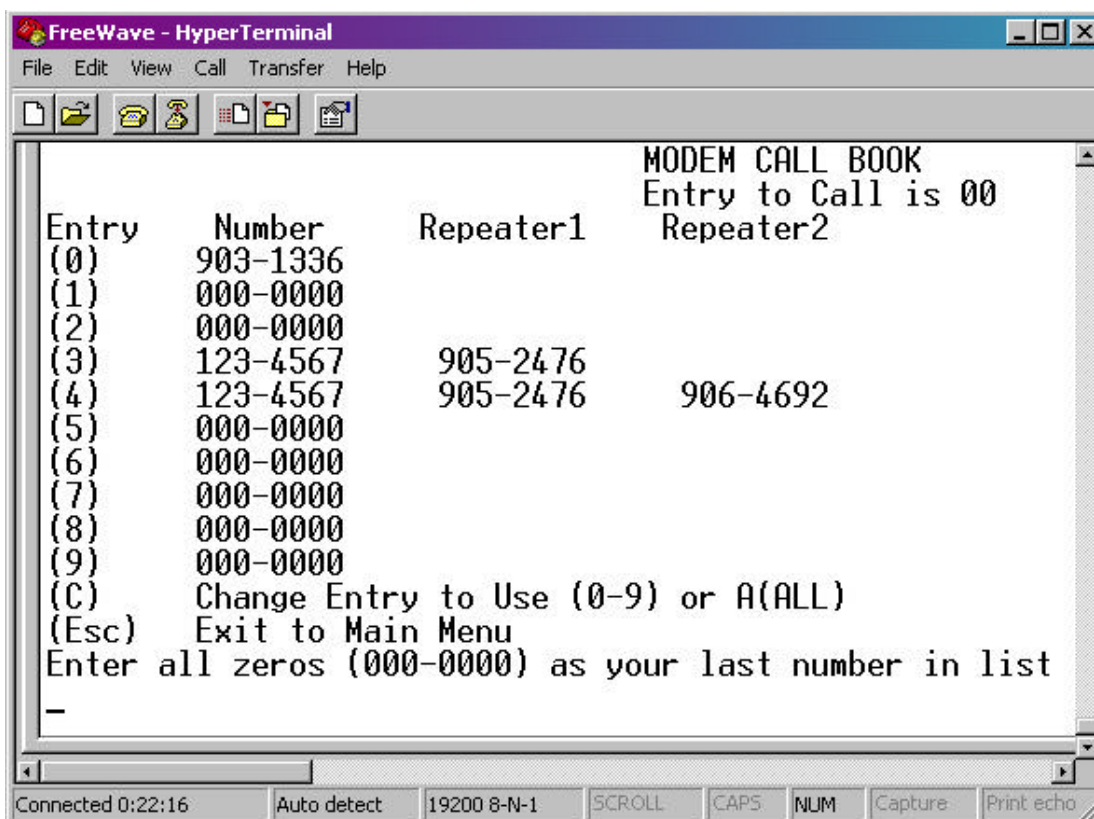 FreeWave - HyperTerminal
File Edit View Call Transfer Help
MODEM CALL BOOK
Entry to Call is 00
Entry Number Repeater1 Repeater2
(0) 903-1336
(1) 000-0000
(2) 000-0000
(3) 123-4567 905-2476
(4) 123-4567 905-2476 906-4692
(5) 000-0000
(6) 000-0000
(7) 000-0000
(8) 000-0000
(9) 000-0000
(C) Change Entry to Use (0-9) or A(ALL)
(Esc) Exit to Main Menu
Enter all zeros (000-0000) as your last number in list
Connected 0:22:16 Auto detect 19200 8-N-1 SCROLL CAPS NUM Capture Print echo